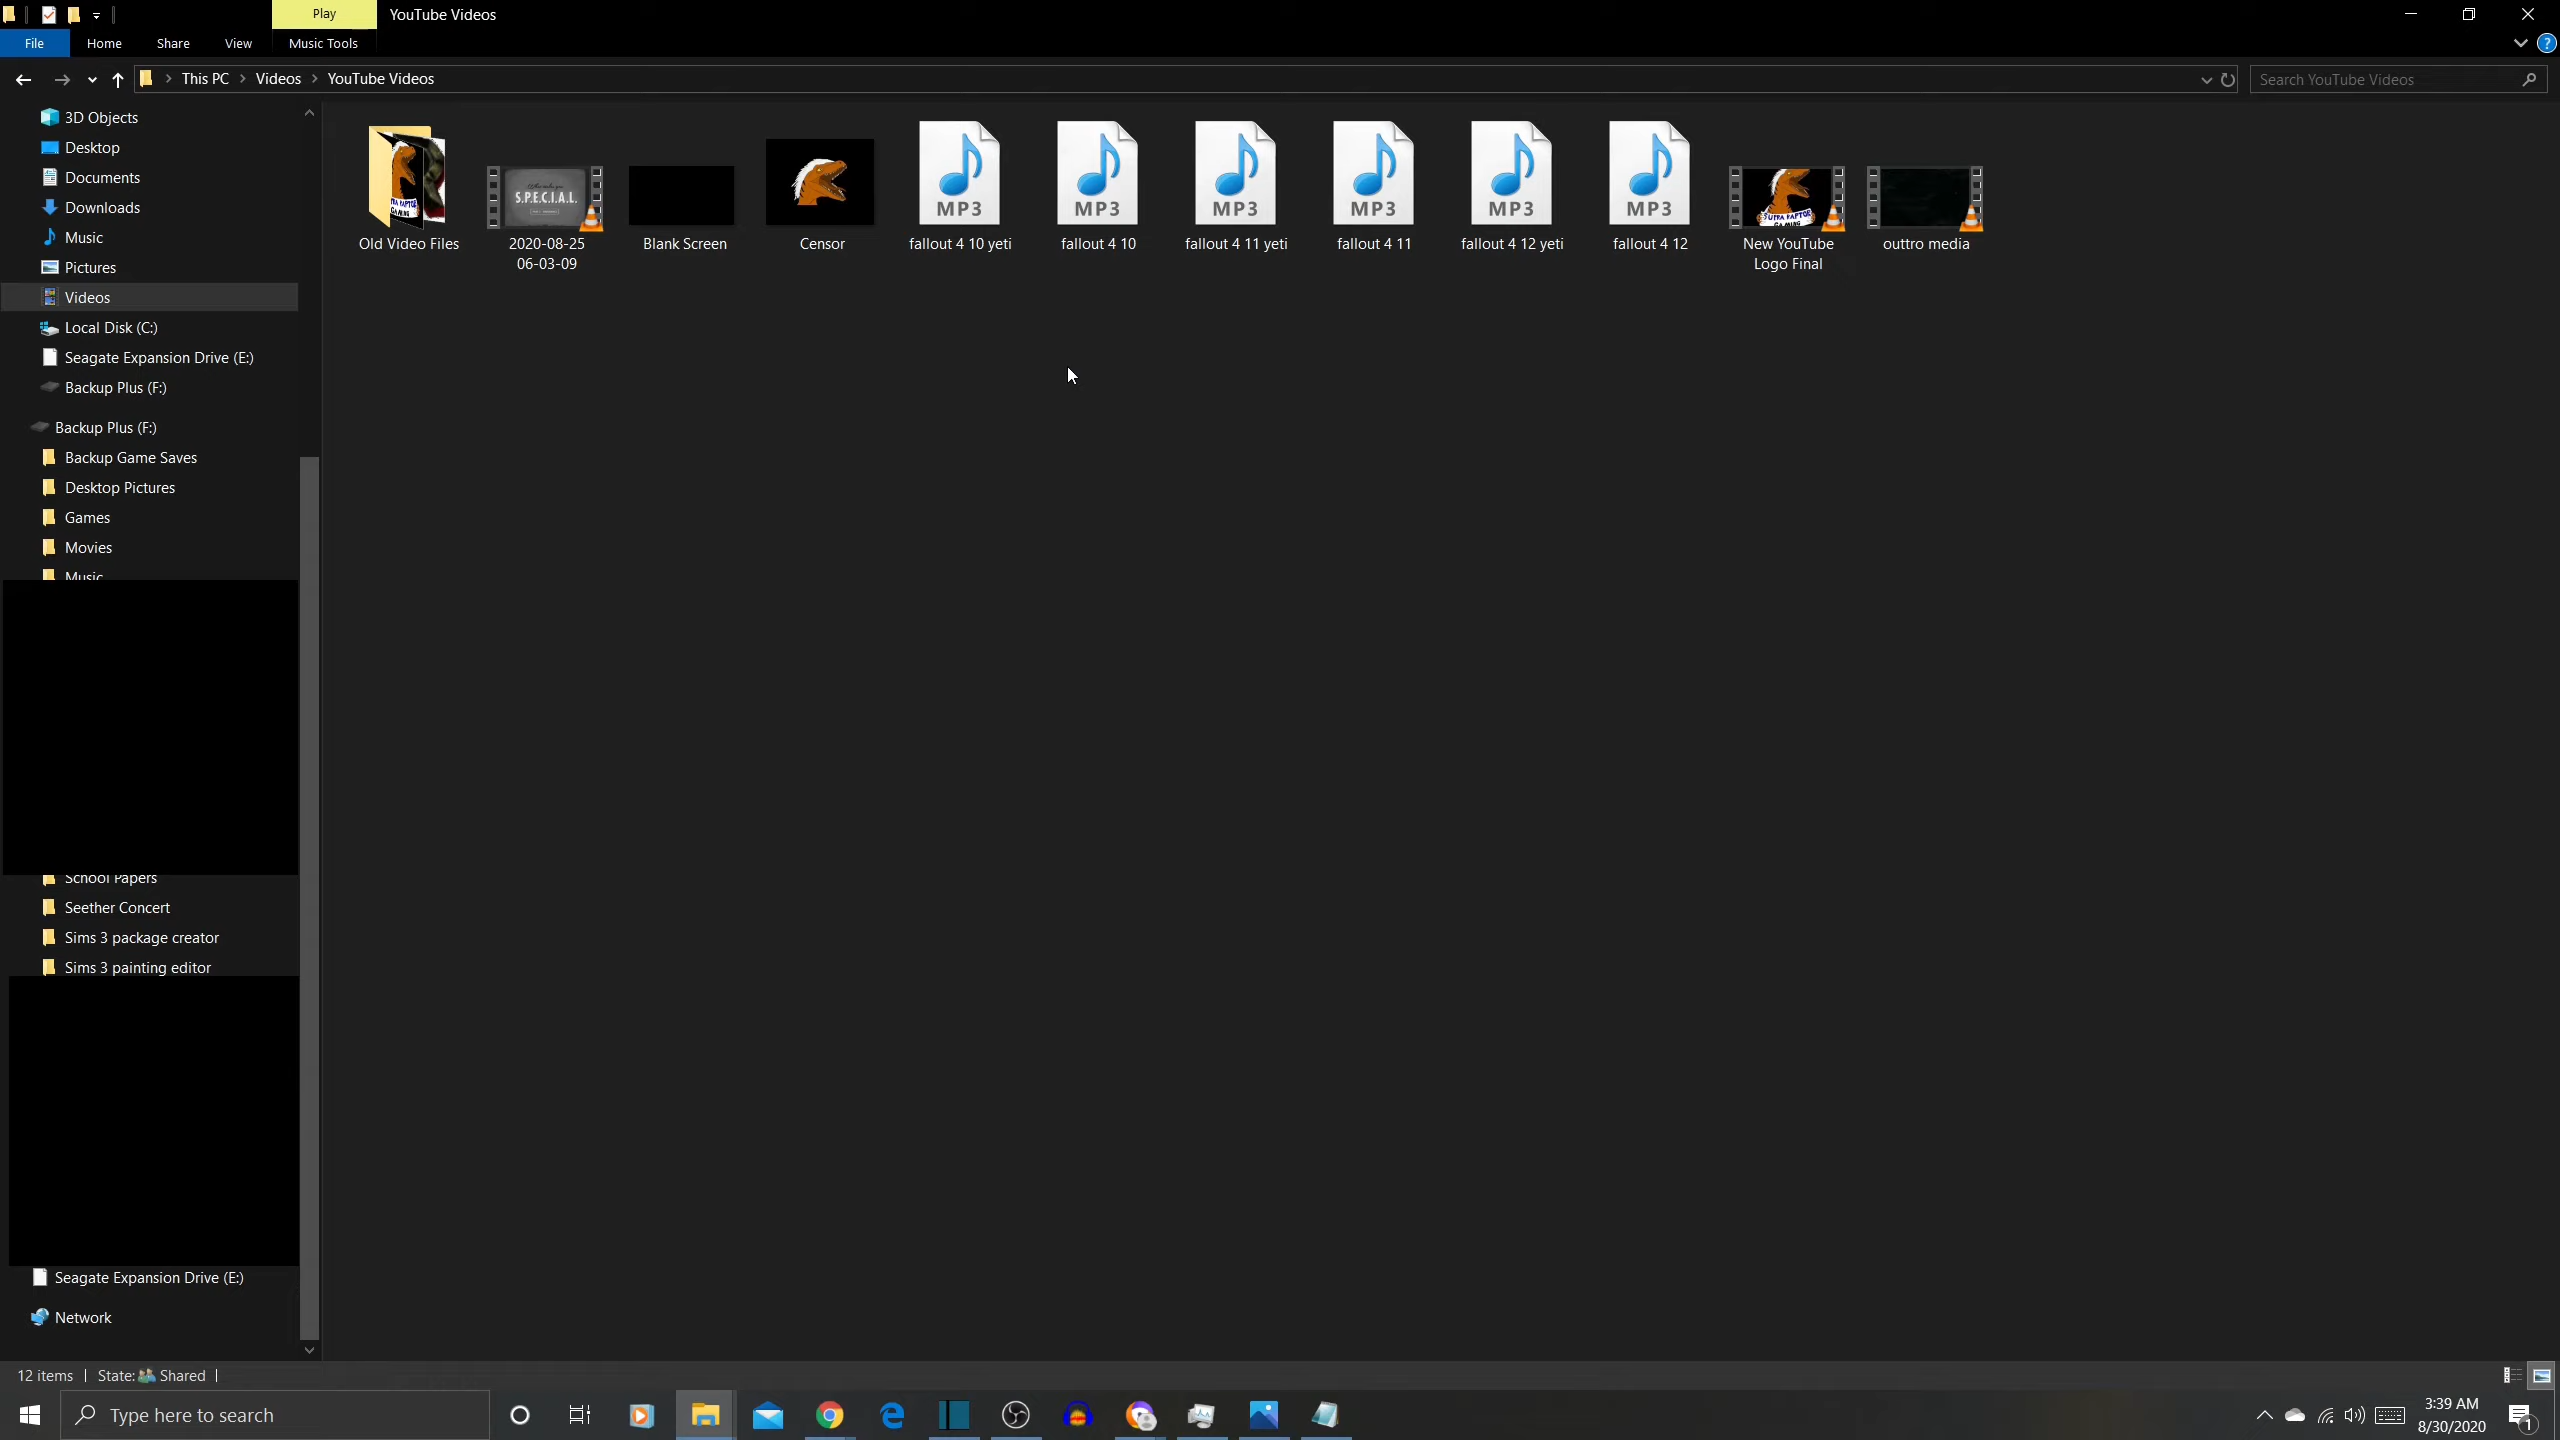 Play
YouTube Videos
File
Home
Share
View
Music Tools
This PC
Videos
YouTube Videos
Search YouTube Videos
3D Objects
Desktop
Documents
Downloads
Music
Pictures
Videos
Local Disk (C:)
Seagate Expansion Drive (E:)
Backup Plus (F:)
Backup Plus (F:)
Backup Game Saves
Desktop Pictures
Games
Movies
Music
School Papers
Seether Concert
Sims 3 package creator
Sims 3 painting editor
Seagate Expansion Drive (E:)
Network
S.P.E.C.I.A.L.
MP3
MP3
MP3
MP3
MP3
MP3
Old Video Files
2020-08-25
06-03-09
Blank Screen
Censor
fallout 4 10 yeti
fallout 4 10
fallout 4 11 yeti
fallout 4 11
fallout 4 12 yeti
fallout 4 12
New YouTube
Logo Final
outtro media
12 items
State: Shared
Type here to search
3:39 AM
8/30/2020
1